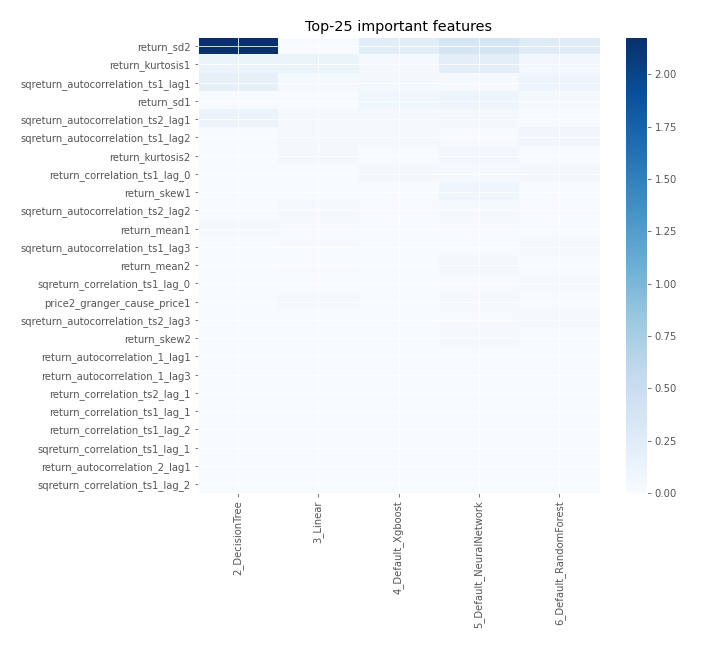 Top-25 important features
return_sd2
return_kurtosis1
sqreturn_autocorrelation_ts1_lag1
return_sd1
sqreturn_autocorrelation_ts2_lag1
sqreturn_autocorrelation_ts1_lag2
return_kurtosis2
return_correlation_ts1_lag_0
return_skew1
sqreturn_autocorrelation_ts2_lag2
return_mean1
sqreturn_autocorrelation_ts1_lag3
return_mean2
sqreturn_correlation_ts1_lag_0
price2_granger_cause_price1
sqreturn_autocorrelation_ts2_lag3
return_skew2
return_autocorrelation_1_lag1
return_autocorrelation_1_lag3
return_correlation_ts2_lag_1
return_correlation_ts1_lag_1
return_correlation_ts1_lag_2
sqreturn_correlation_ts1_lag_1
return_autocorrelation_2_lag1
sqreturn_correlation_ts1_lag_2
2_DecisionTree
3_Linear
4_Default_Xgboost
5_Default_NeuralNetwork
6_Default_RandomForest
2.00
1.75
1.50
1.25
1.00
0.75
0.50
0.25
0.00